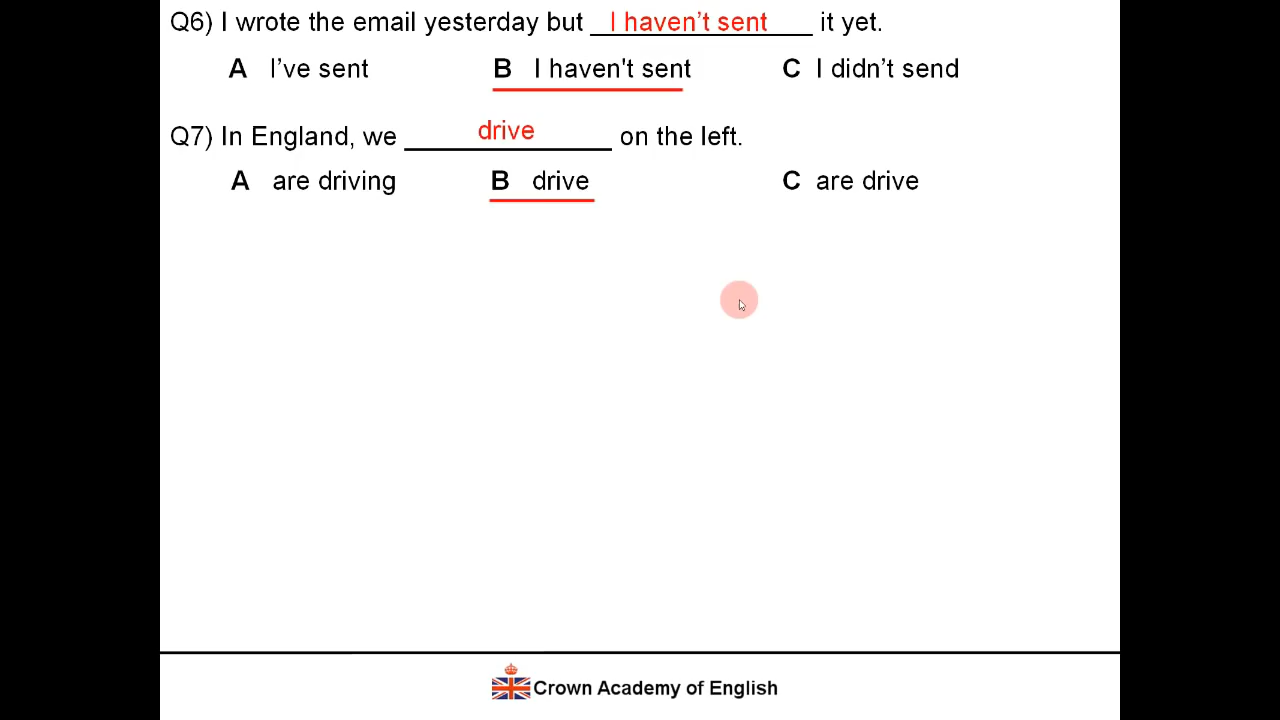 Q6) I wrote the email yesterday but I haven’t sent it yet.
A I’ve sent B I haven't sent C I didn’t send
Q7) In England, we drive on the left.
A are driving B drive C are drive
Crown Academy of English